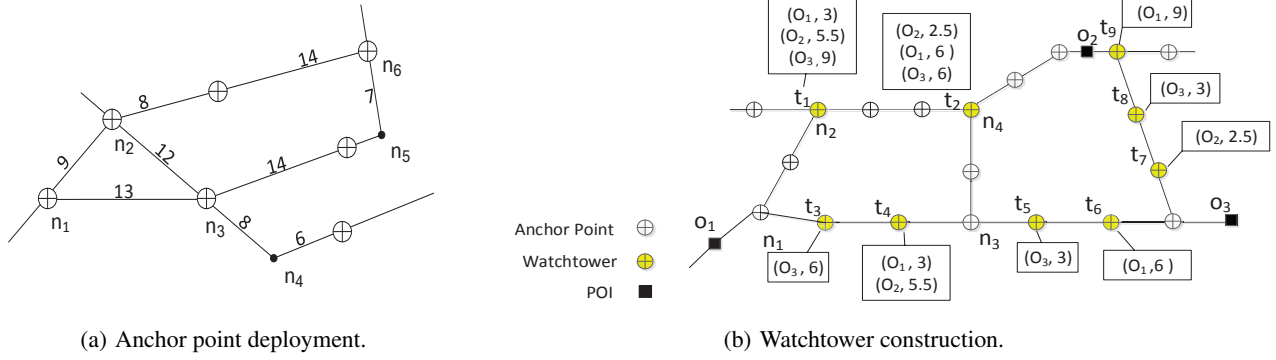 14
n6
8
7
n2
9
12
n5
14
13
n1
n3
8
6
n4
(a) Anchor point deployment.
(O1, 3)
(O2, 5.5)
(O3, 9)
(O2, 2.5)
(O1, 6)
(O3, 6)
(O1, 9)
o2
t9
t8
(O3, 3)
t1
t2
n2
n4
(O2, 2.5)
t7
o1
t3
t4
t5
t6
o3
n1
n3
(O3, 6)
(O1, 3)
(O2, 5.5)
(O3, 3)
(O1,6 )
Anchor Point
Watchtower
POI
(b) Watchtower construction.